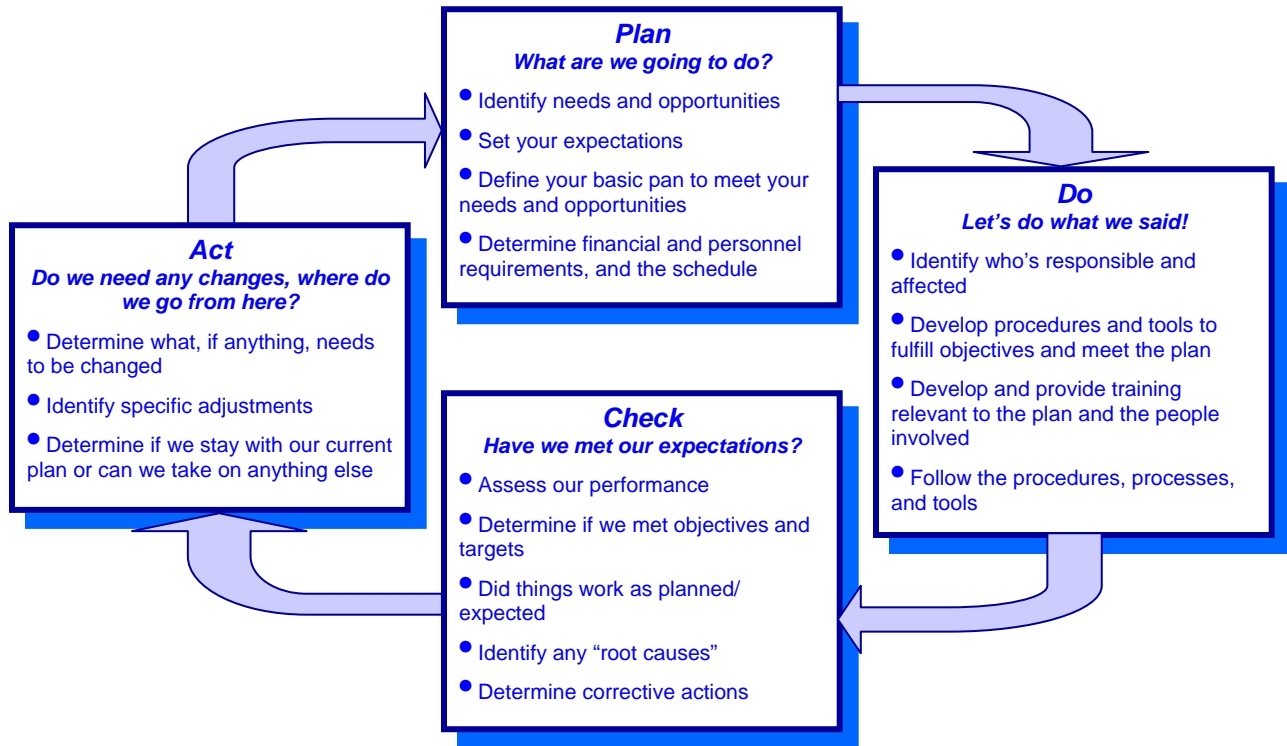 Plan
What are we going to do?
• Identify needs and opportunities
• Set your expectations
• Define your basic pan to meet your
needs and opportunities
• Determine financial and personnel
requirements, and the schedule
Do
Let's do what we said!
• Identify who's responsible and
affected
• Develop procedures and tools to
fulfill objectives and meet the plan
• Develop and provide training
relevant to the plan and the people
involved
• Follow the procedures, processes,
and tools
Check
Have we met our expectations?
• Assess our performance
• Determine if we met objectives and
targets
• Did things work as planned/
expected
• Identify any “root causes”
• Determine corrective actions
Act
Do we need any changes, where do
we go from here?
• Determine what, if anything, needs
to be changed
• Identify specific adjustments
• Determine if we stay with our current
plan or can we take on anything else